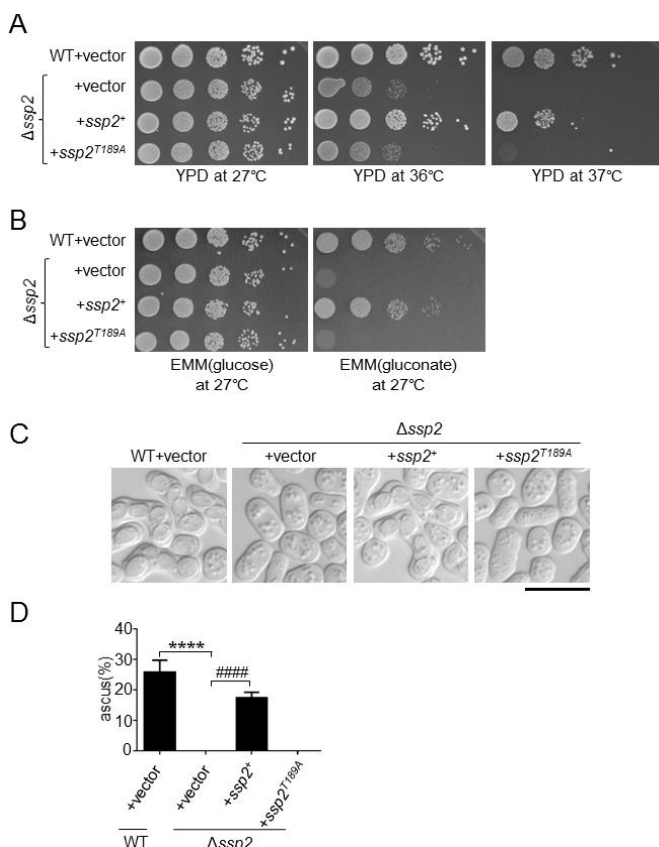 A
WT+vector
+vector
+ssp2+
+ssp2T189A
Δssp2
YPD at 27℃
YPD at 36℃
YPD at 37℃
B
WT+vector
+vector
+ssp2+
+ssp2T189A
Δssp2
EMM(glucose)
at 27℃
EMM(gluconate)
at 27℃
C
Δssp2
WT+vector
+vector
+ssp2+
+ssp2T189A
D
ascus(%)
40
30
20
10
0
****
####
+vector
+vector
+ssp2+
+ssp2T189A
WT
Δssp2